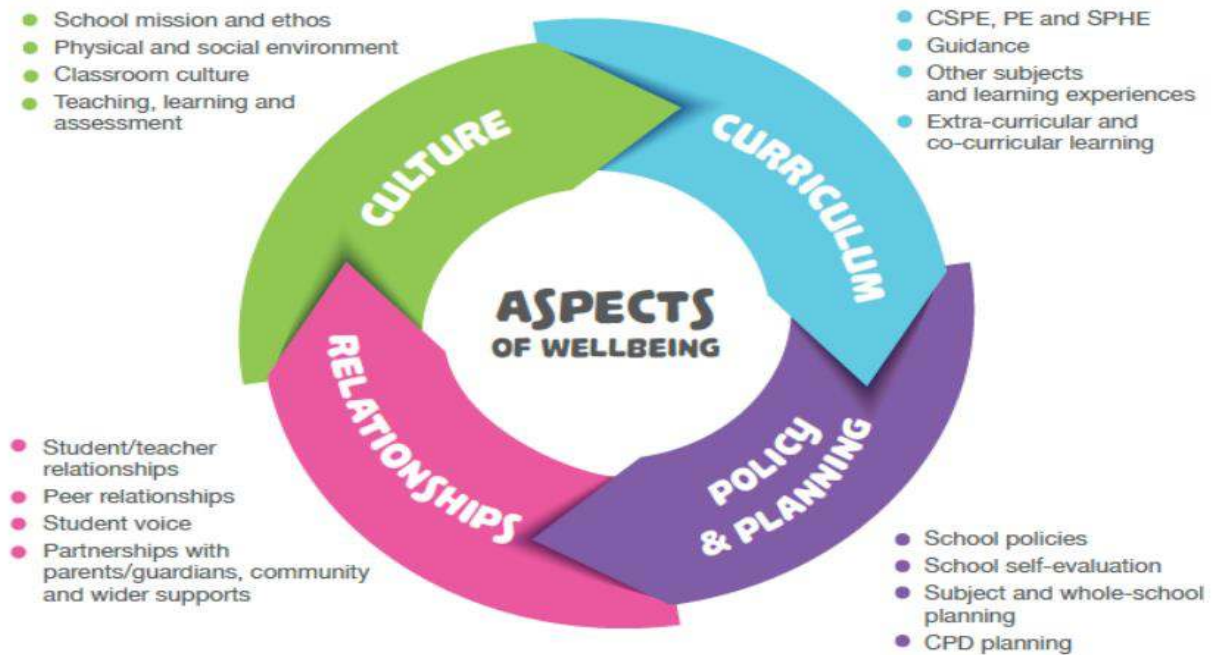 School mission and ethos
Physical and social environment
Classroom culture
Teaching, learning and
assessment
CSPE, PE and SPHE
Guidance
Other subjects
and learning experiences
Extra-curricular and
co-curricular learning
CULTURE
CURRICULUM
ASPECTS
OF WELLBEING
RELATIONSHIPS
POLICY
& PLANNING
Student/teacher
relationships
Peer relationships
Student voice
Partnerships with
parents/guardians, community
and wider supports
School policies
School self-evaluation
Subject and whole-school
planning
CPD planning